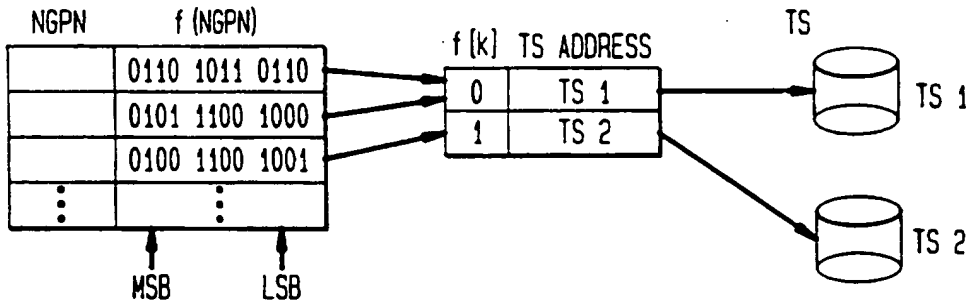 NGPN f (NGPN)
f [k] TS ADDRESS TS
0110 1011 0110
0 TS 1 TS 1
0101 1100 1000
1 TS 2
0100 1100 1001
TS 2
MSB LSB